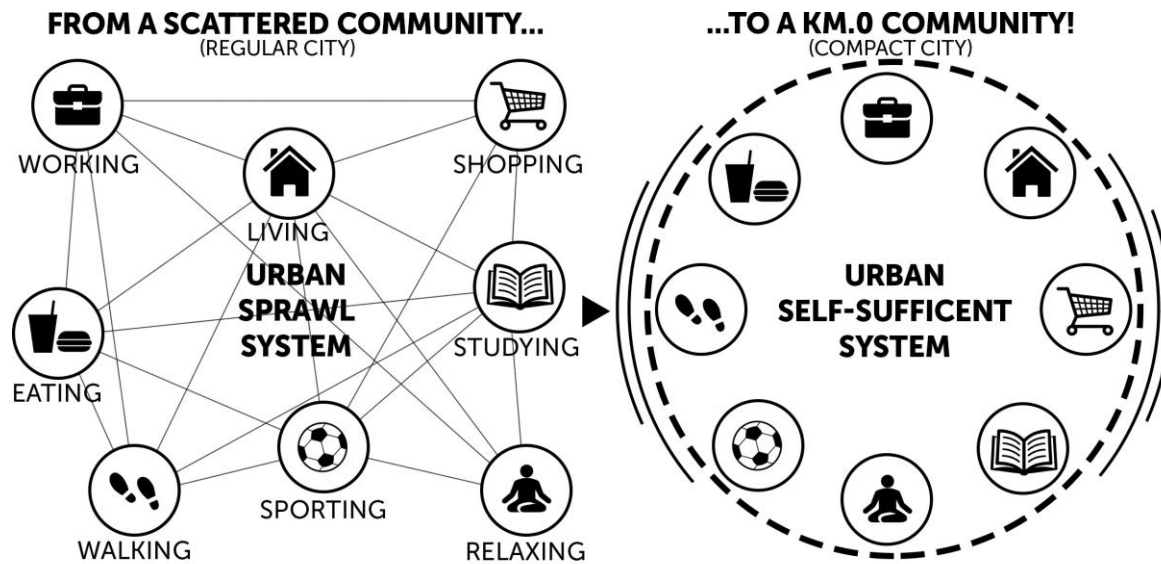 FROM A SCATTERED COMMUNITY...
(REGULAR CITY)
WORKING
SHOPPING
LIVING
URBAN
SPRAWL
SYSTEM
STUDYING
EATING
SPORTING
WALKING
RELAXING
...TO A KM.0 COMMUNITY!
(COMPACT CITY)
URBAN
SELF-SUFFICENT
SYSTEM